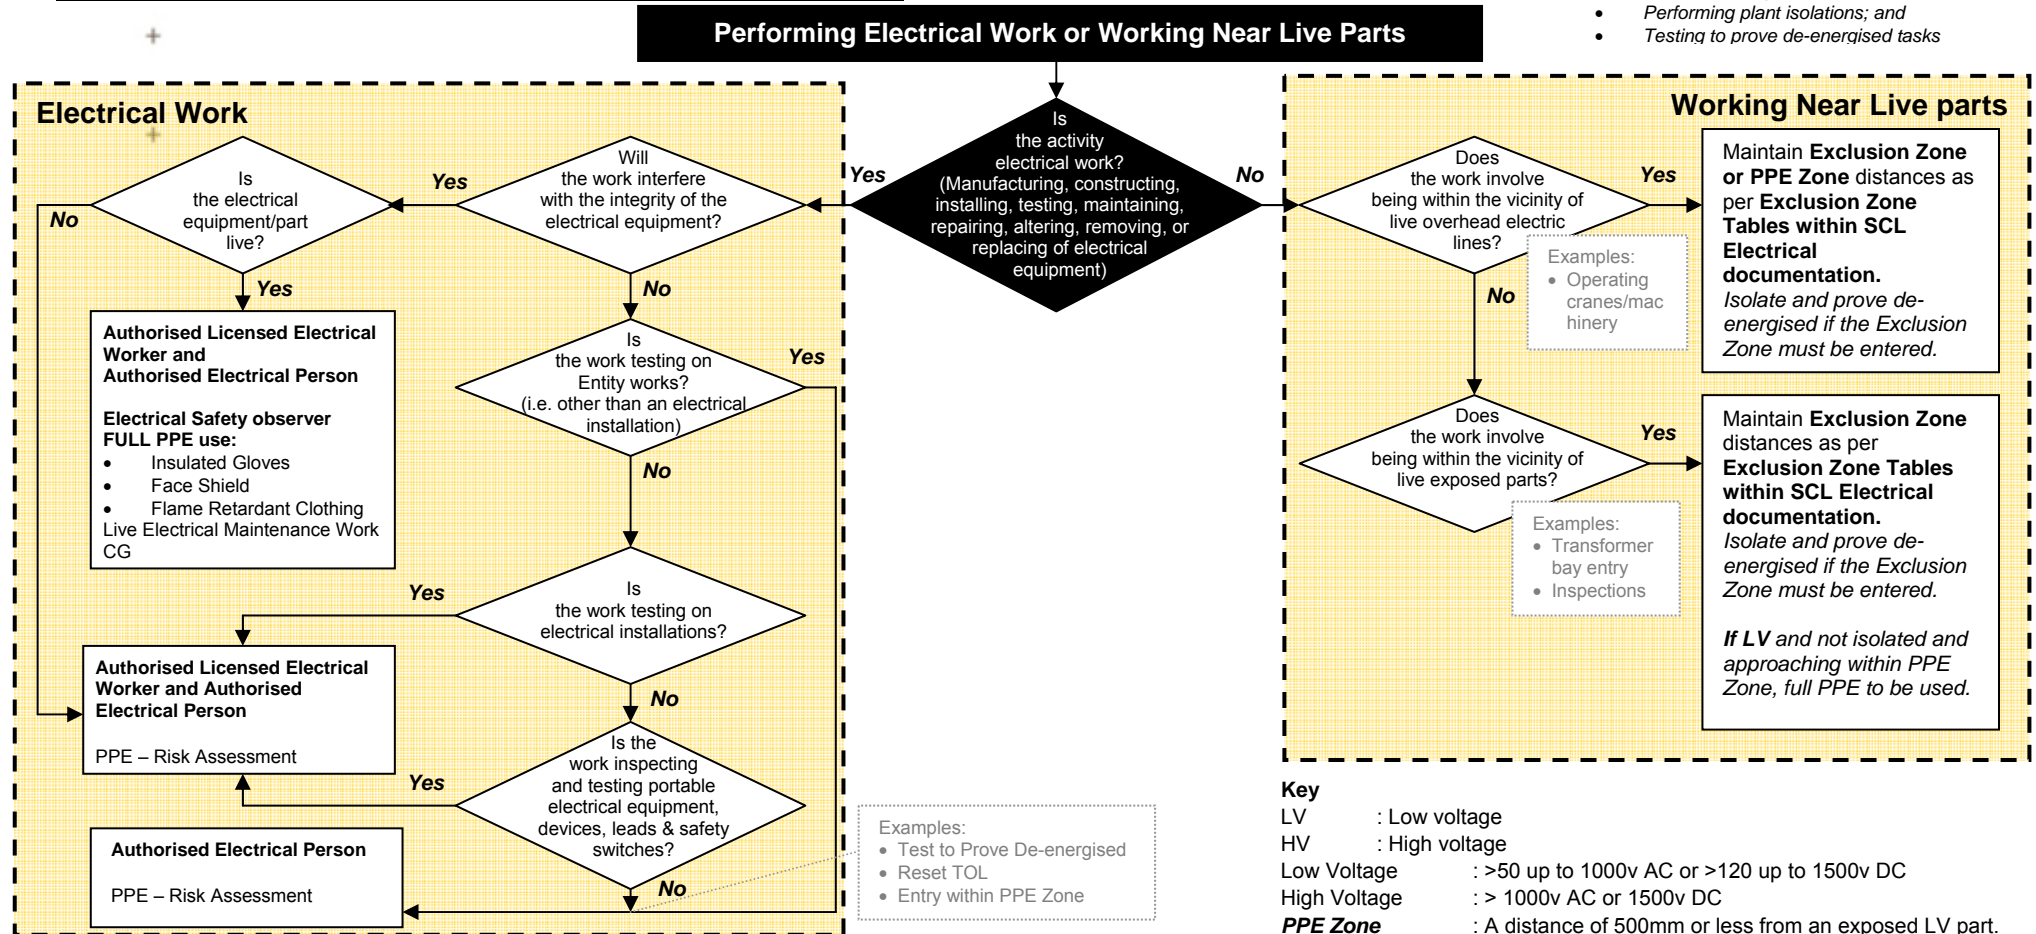 Performing Electrical Work or Working Near Live Parts
• Performing plant isolations; and
• Testing to prove de-energised tasks
Electrical Work
Is
the electrical
equipment/part
live?
No
Yes
Yes
Will
the work interfere
with the integrity of the
electrical equipment?
No
Yes
Is
the activity
electrical work?
(Manufacturing, constructing,
installing, testing, maintaining,
repairing, altering, removing, or
replacing of electrical
equipment)
No
Authorised Licensed Electrical
Worker and
Authorised Electrical Person
Electrical Safety observer
FULL PPE use:
• Insulated Gloves
• Face Shield
• Flame Retardant Clothing
Live Electrical Maintenance Work
CG
Is
the work testing on
Entity works?
(i.e. other than an electrical
installation)
Yes
No
Is
the work testing on
electrical installations?
Yes
No
Authorised Licensed Electrical
Worker and Authorised
Electrical Person
PPE – Risk Assessment
Is the
work inspecting
and testing portable
electrical equipment,
devices, leads & safety
switches?
Yes
No
Authorised Electrical Person
PPE – Risk Assessment
Examples:
• Test to Prove De-energised
• Reset TOL
• Entry within PPE Zone
Working Near Live parts
Does
the work involve
being within the vicinity of
live overhead electric
lines?
Yes
No
Examples:
• Operating
cranes/mac
hinery
Maintain Exclusion Zone
or PPE Zone distances as
per Exclusion Zone
Tables within SCL
Electrical
documentation.
Isolate and prove de-
energised if the Exclusion
Zone must be entered.
Does
the work involve
being within the vicinity of
live exposed parts?
Yes
Examples:
• Transformer
bay entry
• Inspections
Maintain Exclusion Zone
distances as per
Exclusion Zone Tables
within SCL Electrical
documentation.
Isolate and prove de-
energised if the Exclusion
Zone must be entered.
If LV and not isolated and
approaching within PPE
Zone, full PPE to be used.
Key
LV : Low voltage
HV : High voltage
Low Voltage : >50 up to 1000v AC or >120 up to 1500v DC
High Voltage : > 1000v AC or 1500v DC
PPE Zone : A distance of 500mm or less from an exposed LV part.